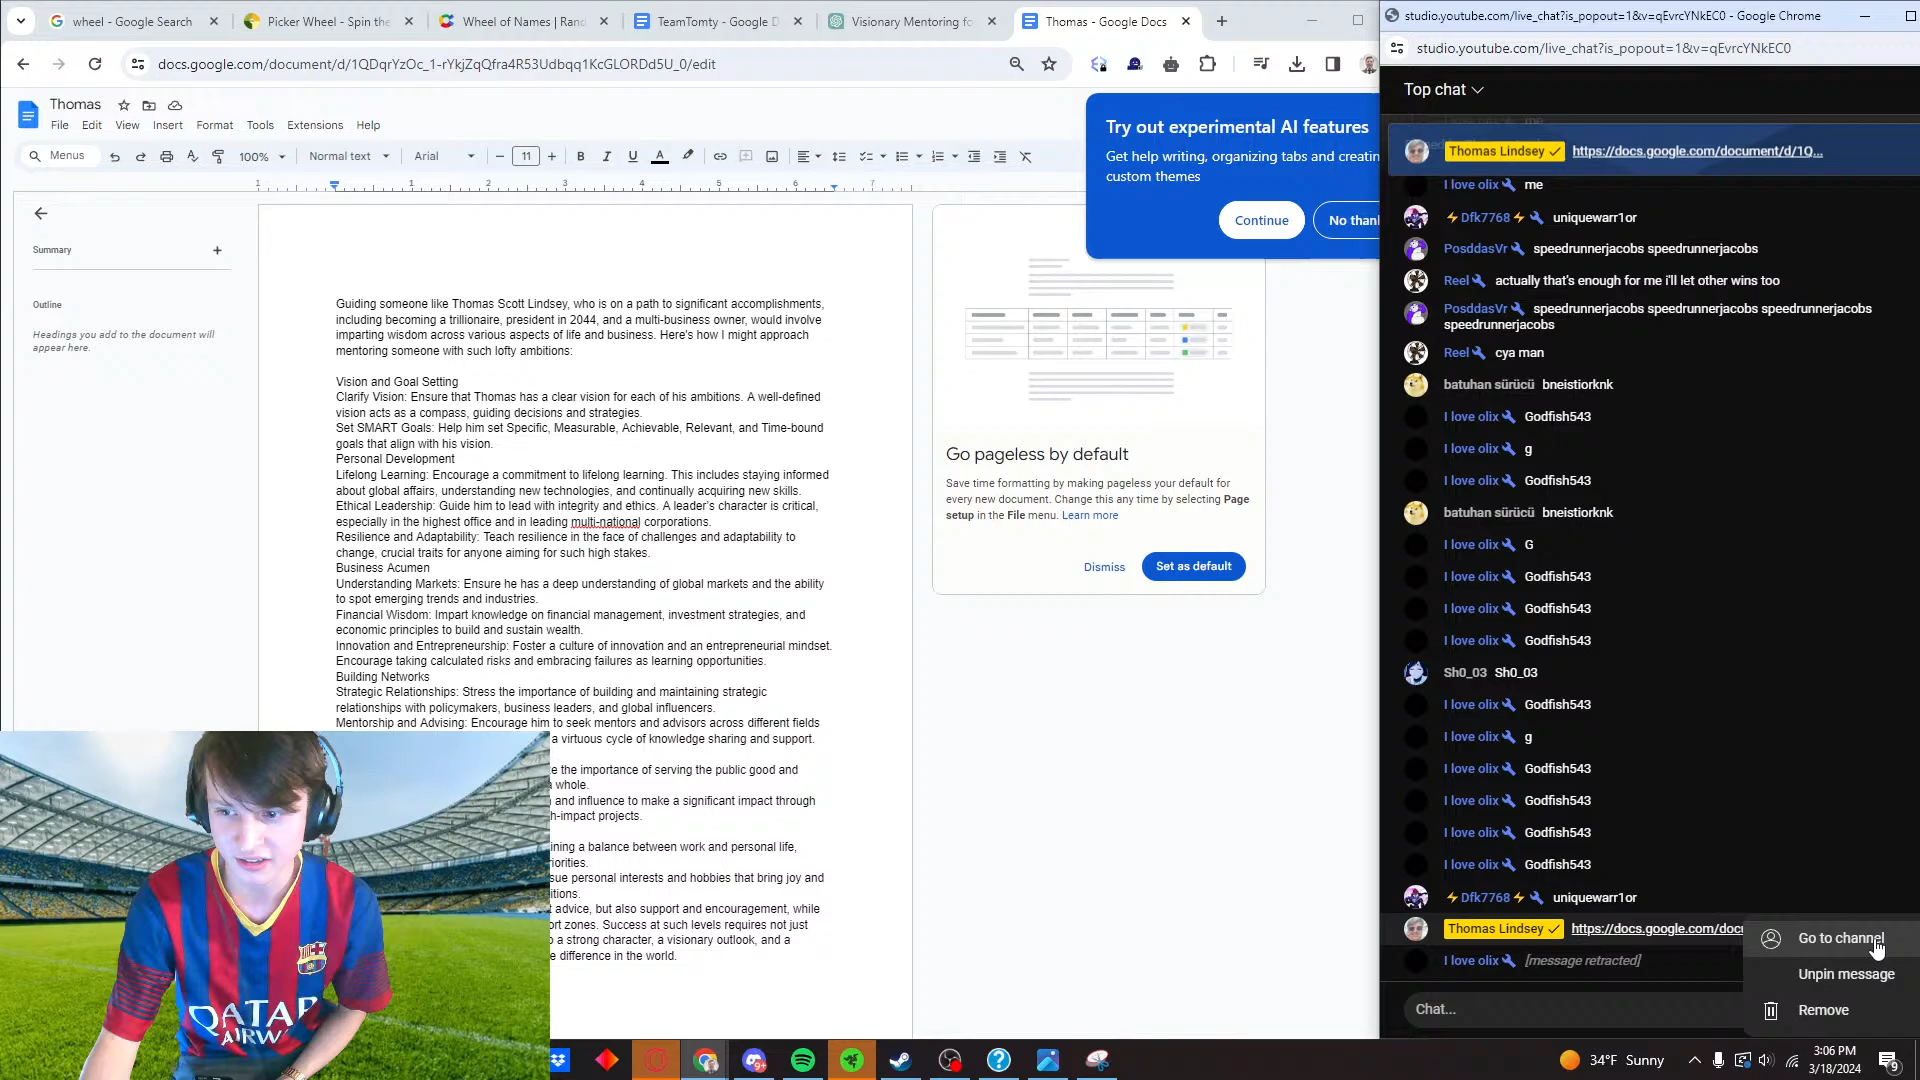 wheel - Google Search
Picker Wheel - Spin the
Wheel of Names | Ran
TeamTomty - Google D
Visionary Mentoring fo
Thomas - Google Docs
docs.google.com/document/d/1QDqrYzOc_1-rYkjZqQfra4R53Udbqq1KcGLORDd5U_0/edit
Thomas
File Edit View Insert Format Tools Extensions Help
Menus 100% Normal text Arial 11
1 1 2 3 4 5 6 7
Summary
Outline
Headings you add to the document will
appear here.
Guiding someone like Thomas Scott Lindsey, who is on a path to significant accomplishments,
including becoming a trillionaire, president in 2044, and a multi-business owner, would involve
imparting wisdom across various aspects of life and business. Here's how I might approach
mentoring someone with such lofty ambitions:
Vision and Goal Setting
Clarify Vision: Ensure that Thomas has a clear vision for each of his ambitions. A well-defined
vision acts as a compass, guiding decisions and strategies.
Set SMART Goals: Help him set Specific, Measurable, Achievable, Relevant, and Time-bound
goals that align with his vision.
Personal Development
Lifelong Learning: Encourage a commitment to lifelong learning. This includes staying informed
about global affairs, understanding new technologies, and continually acquiring new skills.
Ethical Leadership: Guide him to lead with integrity and ethics. A leader's character is critical,
especially in the highest office and in leading multi-national corporations.
Resilience and Adaptability: Teach resilience in the face of challenges and adaptability to
change, crucial traits for anyone aiming for such high stakes.
Business Acumen
Understanding Markets: Ensure he has a deep understanding of global markets and the ability
to spot emerging trends and industries.
Financial Wisdom: Impart knowledge on financial management, investment strategies, and
economic principles to build and sustain wealth.
Innovation and Entrepreneurship: Foster a culture of innovation and an entrepreneurial mindset.
Encourage taking calculated risks and embracing failures as learning opportunities.
Building Networks
Strategic Relationships: Stress the importance of building and maintaining strategic
relationships with policymakers, business leaders, and global influencers.
Mentorship and Advising: Encourage him to seek mentors and advisors across different fields
a virtuous cycle of knowledge sharing and support.
e the importance of serving the public good and
whole.
and influence to make a significant impact through
h-impact projects.
ining a balance between work and personal life,
iorities.
sue personal interests and hobbies that bring joy and
itions.
advice, but also support and encouragement, while
ort zones. Success at such levels requires not just
a strong character, a visionary outlook, and a
e difference in the world.
Try out experimental AI features
Get help writing, organizing tabs and creatin
custom themes
Continue No than
Go pageless by default
Save time formatting by making pageless your default for
every new document. Change this any time by selecting Page
setup in the File menu. Learn more
Dismiss Set as default
QATAR
AIRW
studio.youtube.com/live_chat?is_popout=1&v=qEvrcYNkEC0 - Google Chrome
studio.youtube.com/live_chat?is_popout=1&v=qEvrcYNkEC0
Top chat
Thomas Lindsey https://docs.google.com/document/d/1Q...
I love olix me
⚡Dfk7768⚡ uniquewarr1or
PosddasVr speedrunnerjacobs speedrunnerjacobs
Reel actually that's enough for me i'll let other wins too
PosddasVr speedrunnerjacobs speedrunnerjacobs speedrunnerjacobs
speedrunnerjacobs
Reel cya man
batuhan sürücü bneistiorknk
I love olix Godfish543
I love olix g
I love olix Godfish543
batuhan sürücü bneistiorknk
I love olix G
I love olix Godfish543
I love olix Godfish543
I love olix Godfish543
Sh0_03 Sh0_03
I love olix Godfish543
I love olix g
I love olix Godfish543
I love olix Godfish543
I love olix Godfish543
I love olix Godfish543
⚡Dfk7768⚡ uniquewarr1or
Thomas Lindsey https://docs.google.com/docu
I love olix [message retracted]
Go to channel
Unpin message
Remove
Chat...
34°F Sunny
3:06 PM
3/18/2024
9+
9